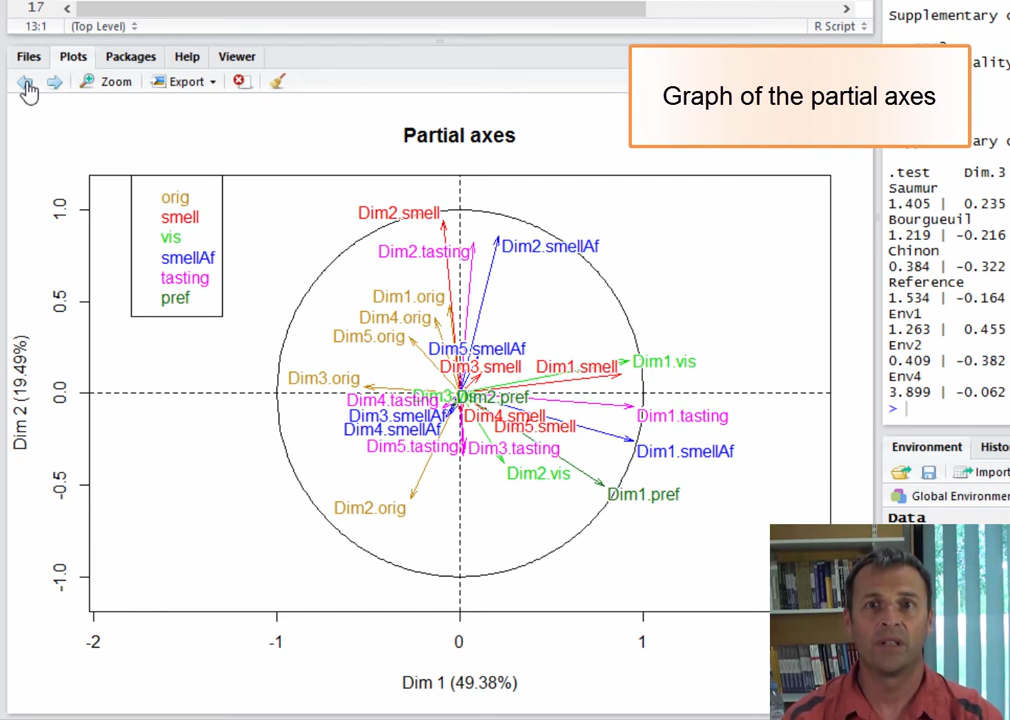 17
13:1 (Top Level) R Script
Files Plots Packages Help Viewer
Zoom Export
Graph of the partial axes
Partial axes
orig
smell
vis
smellAf
tasting
pref
Dim2.smell
Dim2.tasting
Dim2.smellAf
Dim1.orig
Dim4.orig
Dim5.orig
Dim5.smellAf
Dim3.smell
Dim1.smell
Dim1.vis
Dim3.orig
Dim2.pref
Dim4.tasting
Dim3.smellAf
Dim4.smell
Dim1.tasting
Dim4.smellAf
Dim5.smell
Dim5.tasting
Dim3.tasting
Dim1.smellAf
Dim2.vis
Dim1.pref
Dim2.orig
1.0
0.5
0.0
-0.5
-1.0
Dim 2 (19.49%)
-2 -1 0 1
Dim 1 (49.38%)
Supplementary
.test Dim.3
Saumur
1.405 | 0.235
Bourgueuil
1.219 | -0.216
Chinon
0.384 | -0.322
Reference
1.534 | -0.164
Env1
1.263 | 0.455
Env2
0.409 | -0.382
Env4
3.899 | -0.062
>
Environment
Global
Data